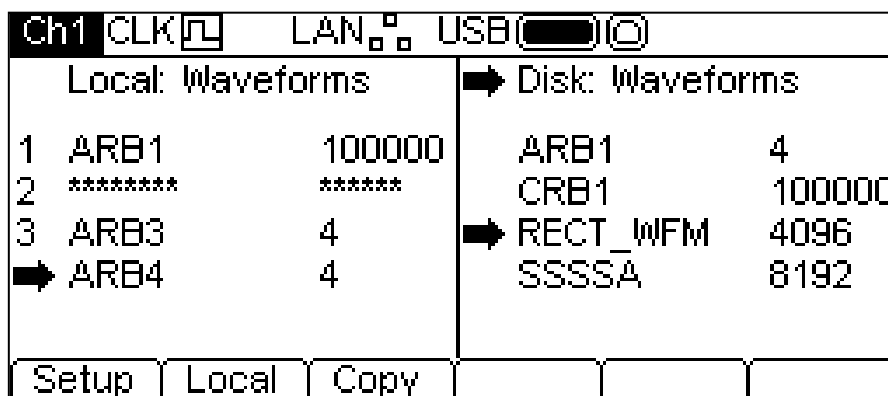 Ch1 CLK LAN USB
Local: Waveforms
1 ARB1 100000
2 ******** ******
3 ARB3 4
ARB4 4
Disk: Waveforms
ARB1 4
CRB1 100000
RECT_WFM 4096
SSSSA 8192
Setup Local Copy